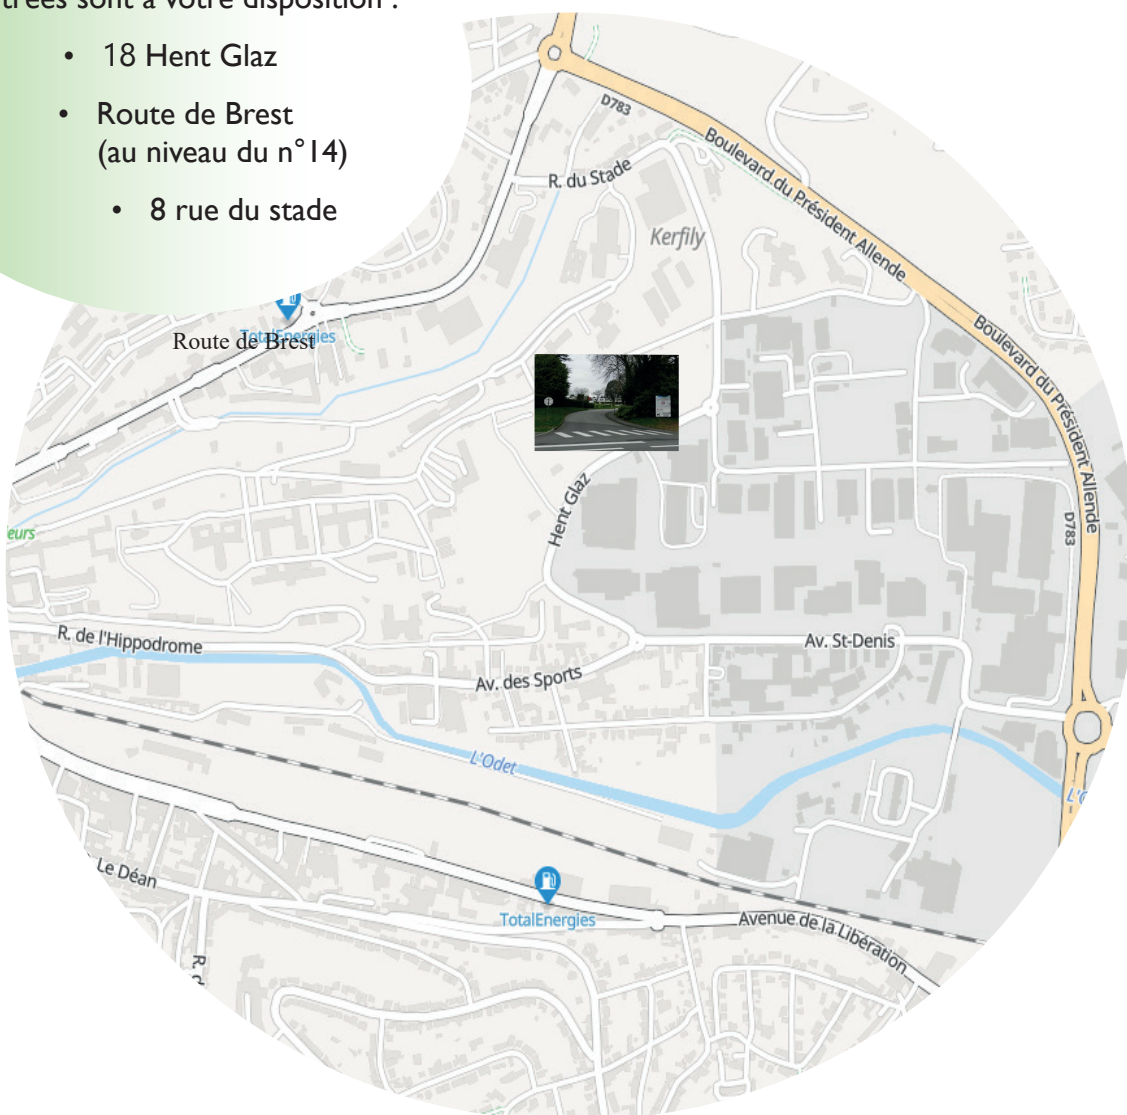 trées sont à votre disposition :
• 18 Hent Glaz
• Route de Brest
(au niveau du n°14)
• 8 rue du stade
D783
Boulevard du Président Allende
R. du Stade
Kerfily
TotalEnergies
Route de Brest
Boulevard du Président Allende
Hent Glaz
D783
eurs
R. de l'Hippodrome
Av. St-Denis
Av. des Sports
L'Odet
Le Déan
TotalEnergies
Avenue de la Libération